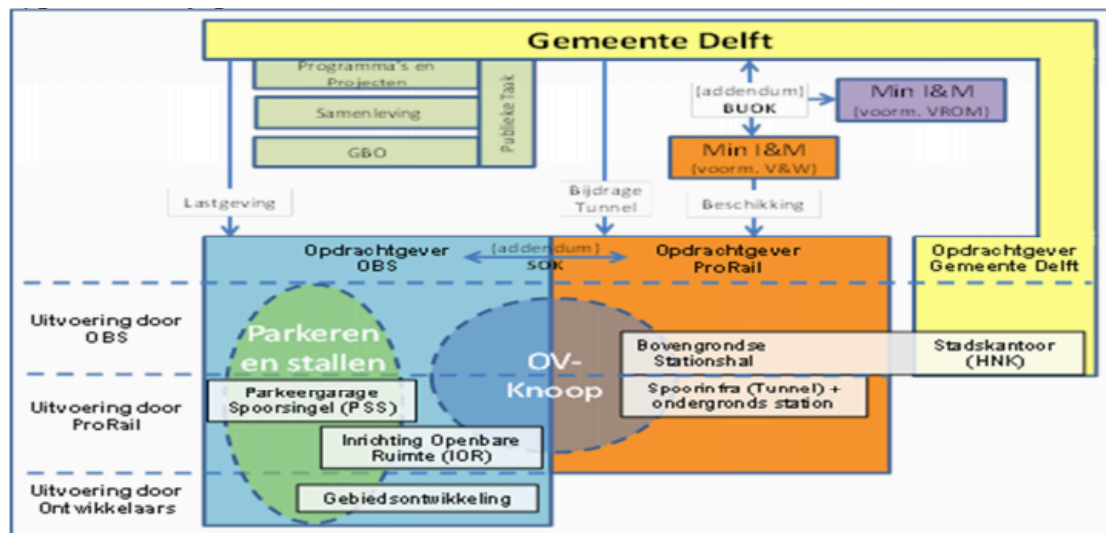 Gemeente Delft
Programma's en
Projecten
Samenleving
GBO
Publieke Taak
(addendum)
BUOK
Min I&M
(voorm. VROM)
Min I&M
(voorm. V&W)
Lastgeving
Bijdrage
Tunnel
Beschikking
Opdrachtgever
OBS
(addendum)
SOK
Opdrachtgever
ProRail
Opdrachtgever
Gemeente Delft
Uitvoering door
OBS
Parkeren
en stallen
OV-
Knoop
Bovengrondse
Stationshal
Stadskantoor
(HNK)
Uitvoering door
ProRail
Parkeergarage
Spoorsingel (PSS)
Spoorinfra (Tunnel) +
ondergronds station
Inrichting Openbare
Ruimte (IOR)
Uitvoering door
Ontwikkelaars
Gebiedsontwikkeling